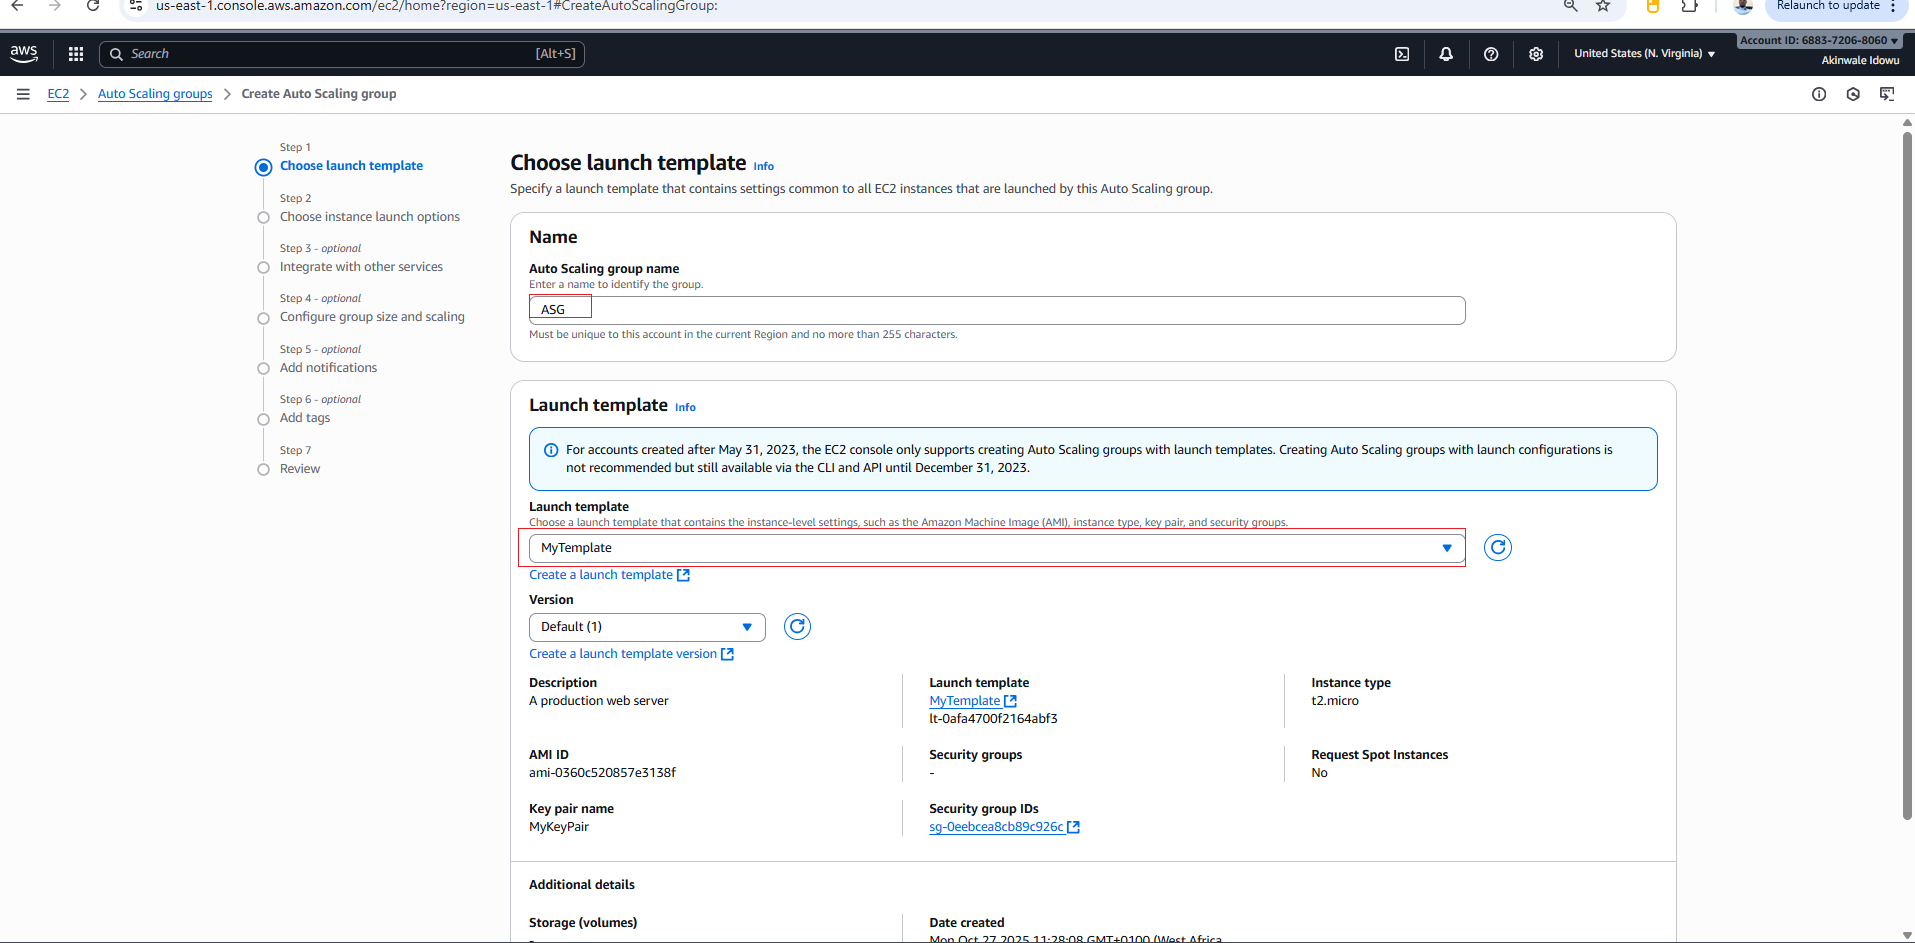 us-east-1.console.aws.amazon.com/ec2/home?region=us-east-1#CreateAutoScalingGroup:
Relaunch to update
aws
Search
[Alt+S]
United States (N. Virginia)
Account ID: 6883-7206-8060
Akinwale Idowu
EC2
Auto Scaling groups
Create Auto Scaling group
Step 1
Choose launch template
Step 2
Choose instance launch options
Step 3 - optional
Integrate with other services
Step 4 - optional
Configure group size and scaling
Step 5 - optional
Add notifications
Step 6 - optional
Add tags
Step 7
Review
Choose launch template Info
Specify a launch template that contains settings common to all EC2 instances that are launched by this Auto Scaling group.
Name
Auto Scaling group name
Enter a name to identify the group.
ASG
Must be unique to this account in the current Region and no more than 255 characters.
Launch template Info
For accounts created after May 31, 2023, the EC2 console only supports creating Auto Scaling groups with launch templates. Creating Auto Scaling groups with launch configurations is
not recommended but still available via the CLI and API until December 31, 2023.
Launch template
Choose a launch template that contains the instance-level settings, such as the Amazon Machine Image (AMI), instance type, key pair, and security groups.
MyTemplate
Create a launch template
Version
Default (1)
Create a launch template version
Description
A production web server
Launch template
MyTemplate
lt-0afa4700f2164abf3
Instance type
t2.micro
AMI ID
ami-0360c520857e3138f
Security groups
-
Request Spot Instances
No
Key pair name
MyKeyPair
Security group IDs
sg-0eebcea8cb89c926c
Additional details
Storage (volumes)
Date created
Mon Oct 27 2025 11:28:08 GMT+0100 (West Africa